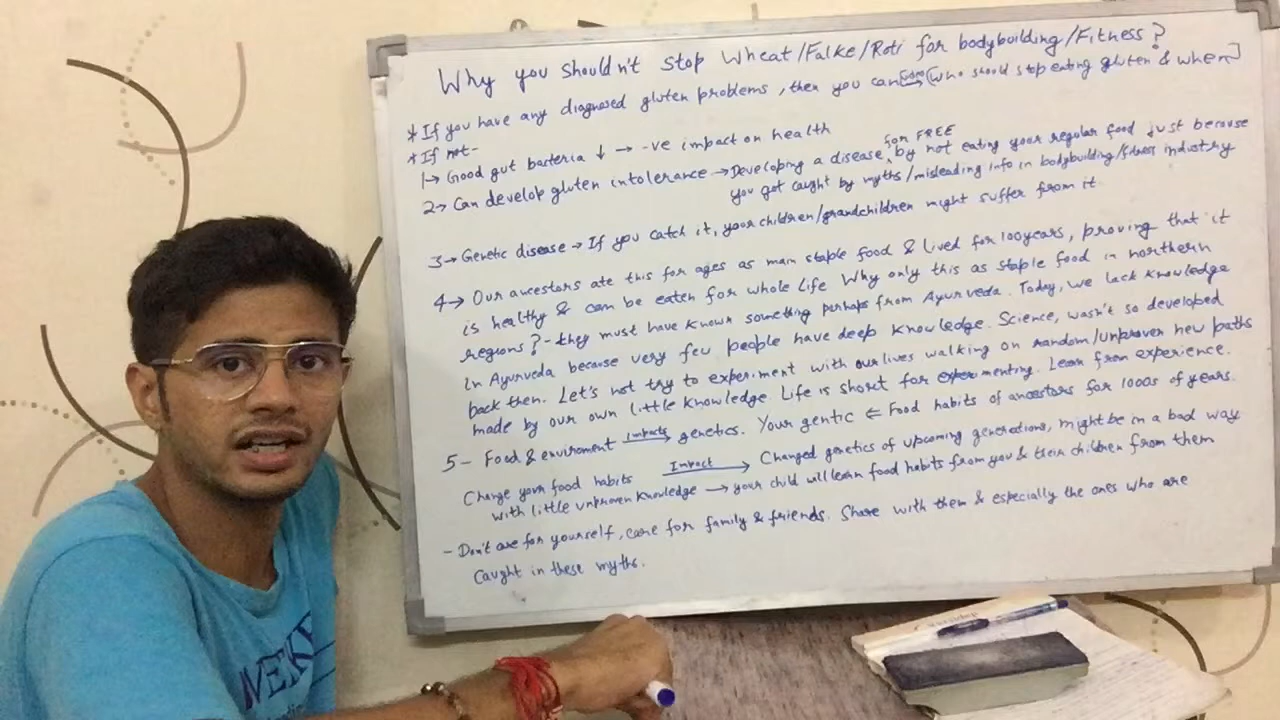 Why you shouldn't stop Wheat/Falke/Roti for bodybuilding/Fitness?
* If you have any diagnosed gluten problems, then you can (who should stop eating gluten & when)
* If not-
1→ Good gut bacteria ↓ → -ve impact on health
2→ Can develop gluten intolerance → Developing a disease, for FREE by not eating your regular food just because
you got caught by myths/misleading info in bodybuilding/fitness industry
3→ Genetic disease → If you catch it, your children/grandchildren might suffer from it.
4→ Our ancestors ate this for ages as main staple food & lived for 100years, proving that it
is healthy & can be eaten for whole life Why only this as staple food in northern
regions? - they must have known something perhaps from Ayurveda. Today, we lack knowledge
in Ayurveda because very few people have deep knowledge. Science, wasn't so developed
back then. Let's not try to experiment with our lives walking on random/unproven new paths
made by our own little knowledge. Life is short for experimenting. Learn from experience.
5- Food & enviroment Impacts → genetics. Your gentic ⇐ Food habits of ancestors for 1000s of years.
Change your food habits Impact → Changed genetics of upcoming generations, might be in a bad way
with little unproven knowledge → your child will learn food habits from you & their children from them
- Don't care for yourself, care for family & friends. Share with them & especially the ones who are
caught in these myths.